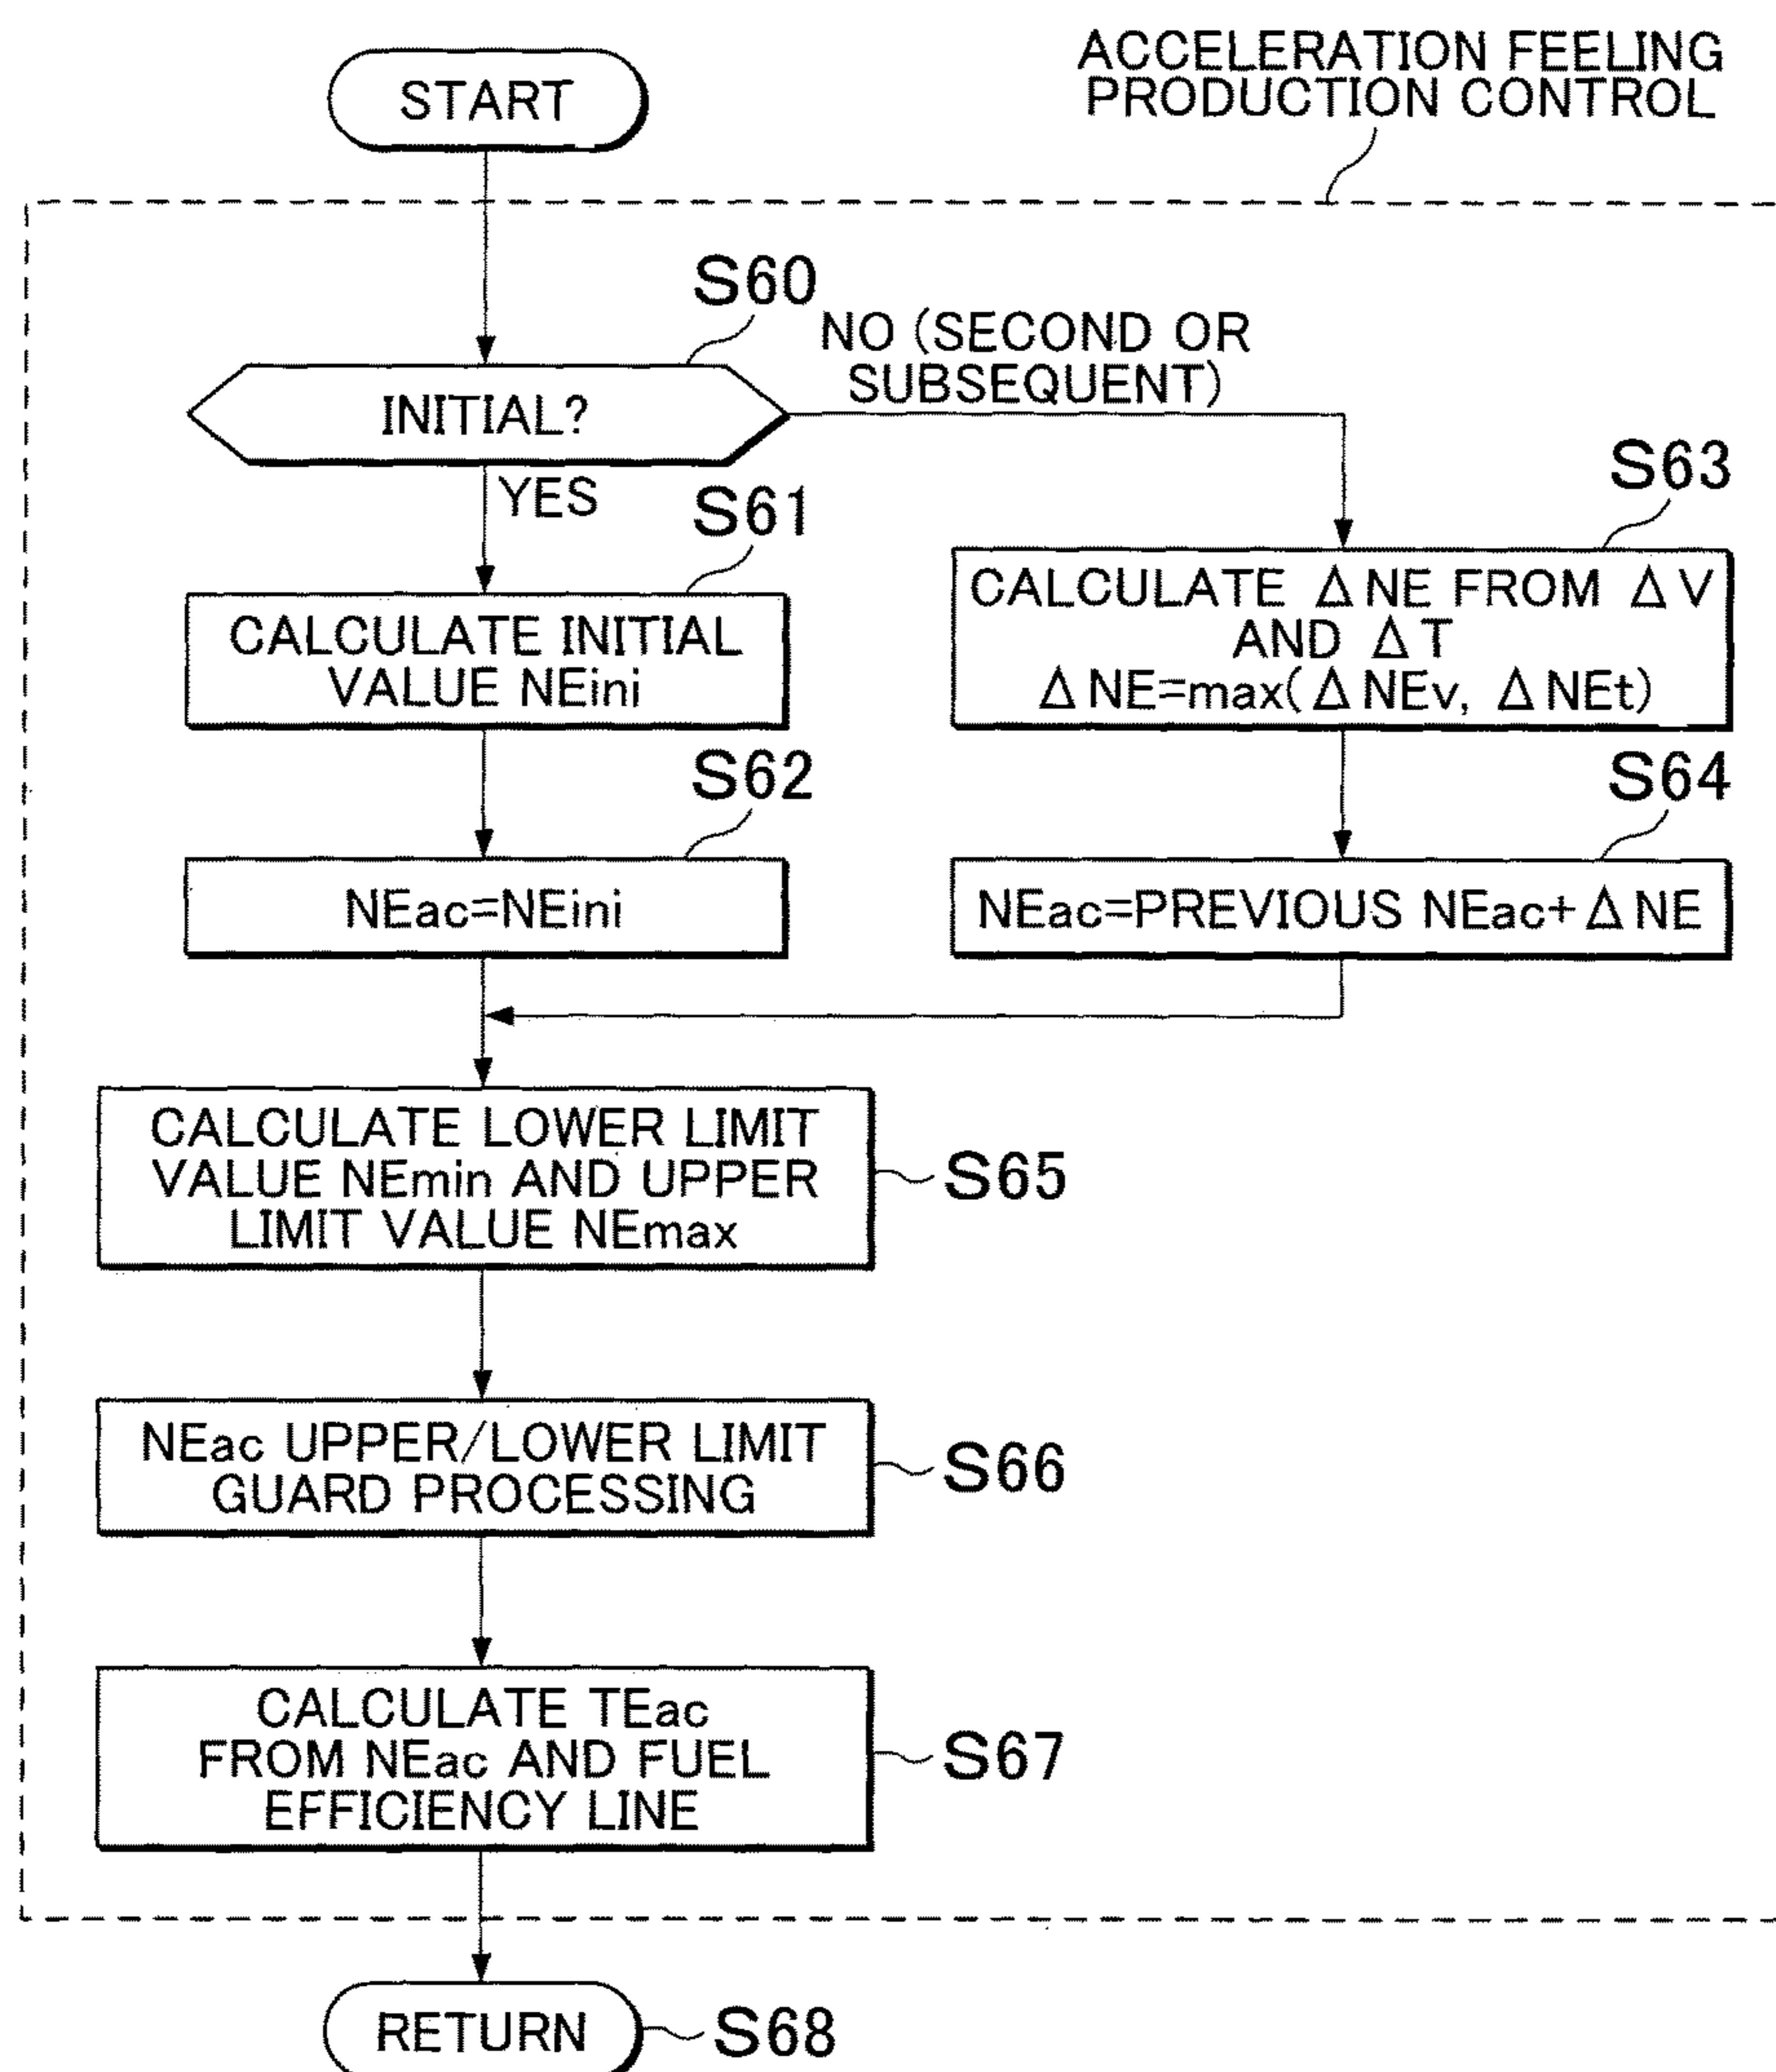 ACCELERATION FEELING
PRODUCTION CONTROL
START
S60
NO (SECOND OR
SUBSEQUENT)
INITIAL?
YES
S61
S63
CALCULATE INITIAL
VALUE NEini
CALCULATE ΔNE FROM ΔV
AND ΔT
ΔNE=max(ΔNEv, ΔNEt)
S62
S64
NEac=NEini
NEac=PREVIOUS NEac+ΔNE
CALCULATE LOWER LIMIT
VALUE NEmin AND UPPER
LIMIT VALUE NEmax
S65
NEac UPPER/LOWER LIMIT
GUARD PROCESSING
S66
CALCULATE TEac
FROM NEac AND FUEL
EFFICIENCY LINE
S67
RETURN
S68